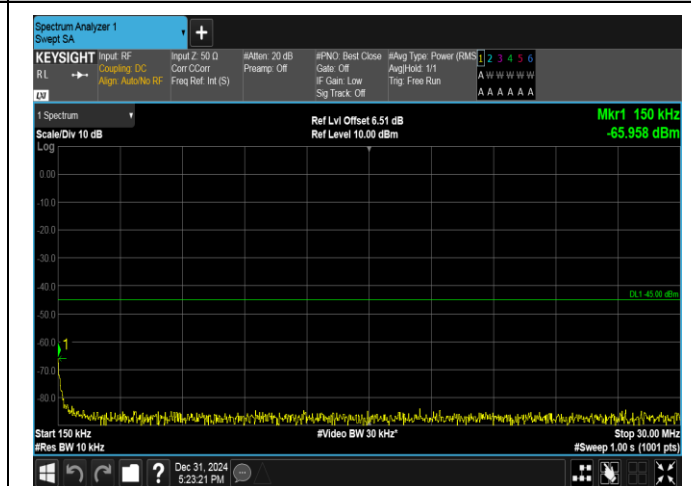 Spectrum Analyzer 1
Swept SA
+
KEYSIGHT Input: RF Input Z: 50 Ω #Atten: 20 dB #PNO: Best Close #Avg Type: Power (RMS 1 2 3 4 5 6
RL Coupling: DC Corr CCorr Preamp: Off Gate: Off Avg|Hold: 1/1 A W W W W W
Align: Auto/No RF Freq Ref: Int (S) IF Gain: Low Trig: Free Run
Sig Track: Off A A A A A A
LXI
1 Spectrum
Ref Lvl Offset 6.51 dB Mkr1 150 kHz
Scale/Div 10 dB Ref Level 10.00 dBm -65.958 dBm
Log
0.00
-10.0
-20.0
-30.0
-40.0
DL1 -45.00 dBm
-50.0
-60.0 1
-70.0
-80.0
Start 150 kHz #Video BW 30 kHz* Stop 30.00 MHz
#Res BW 10 kHz #Sweep 1.00 s (1001 pts)
? Dec 31, 2024
5:23:21 PM